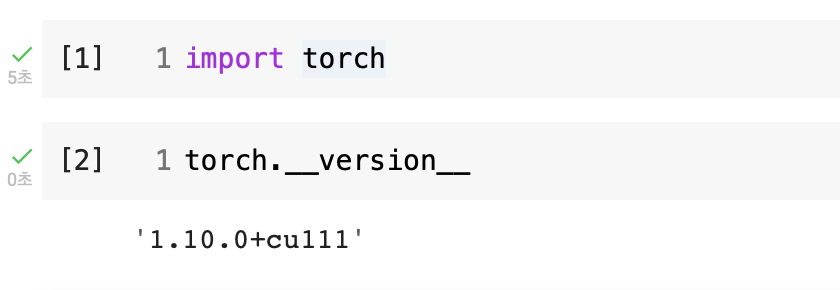 [1] 1 import torch
5초
[2] 1 torch.__version__
0초
'1.10.0+cu111'